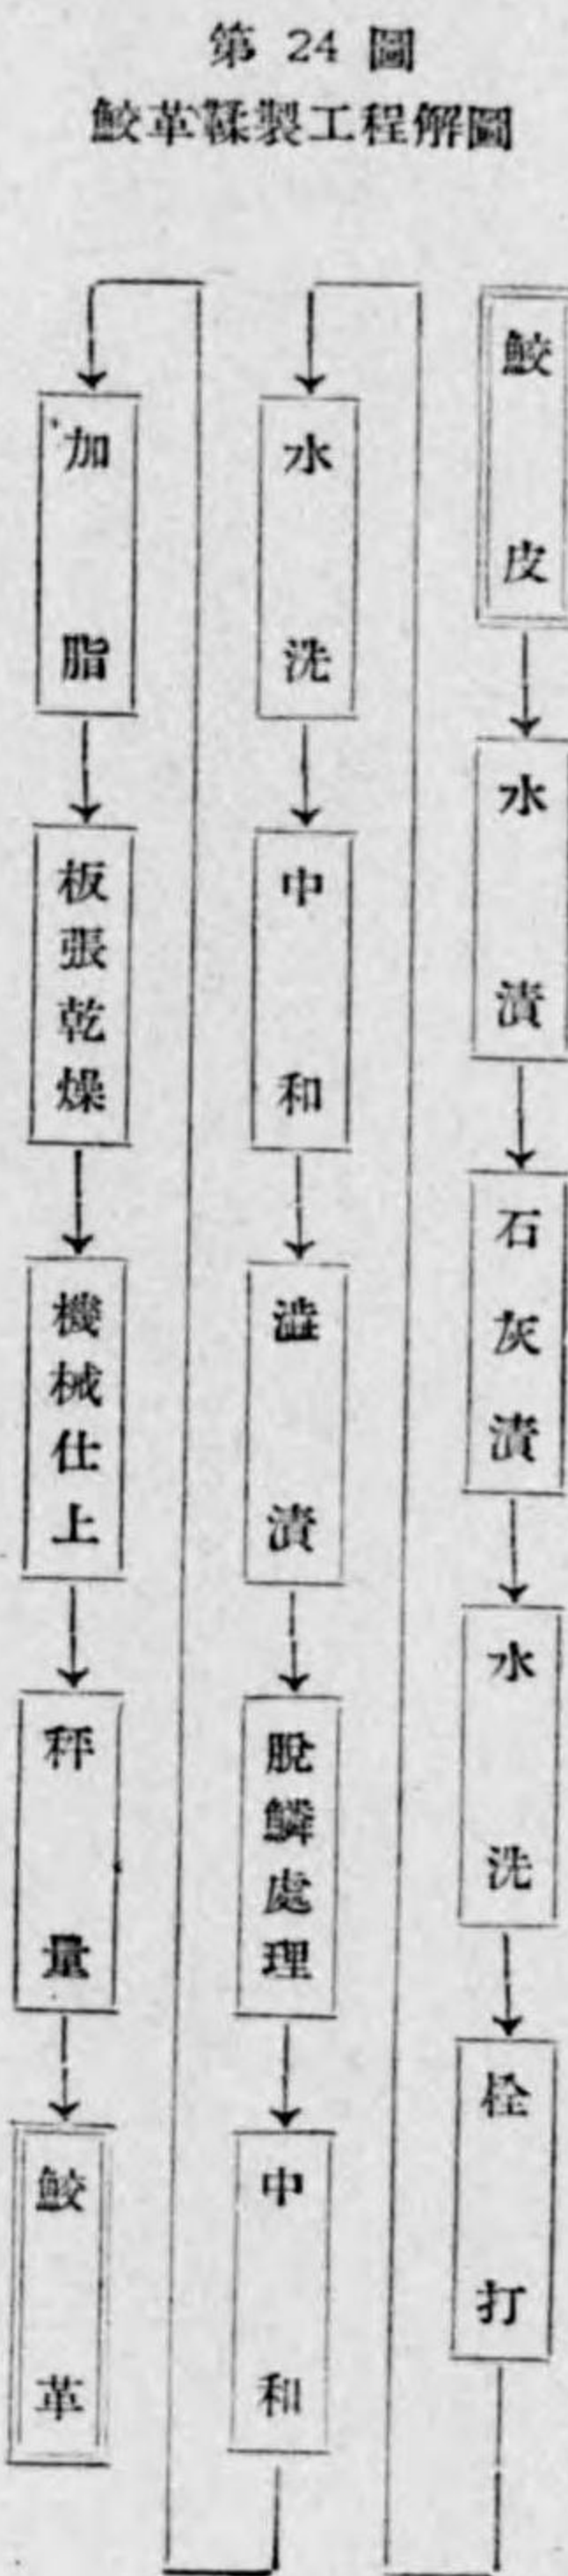 第 24 圖
鮫革鞣製工程解圖
鮫皮
水漬
石灰漬
水洗
栓打
水洗
中和
澁漬
脫鱗處理
中和
加脂
板張乾燥
機械仕上
秤量
鮫革